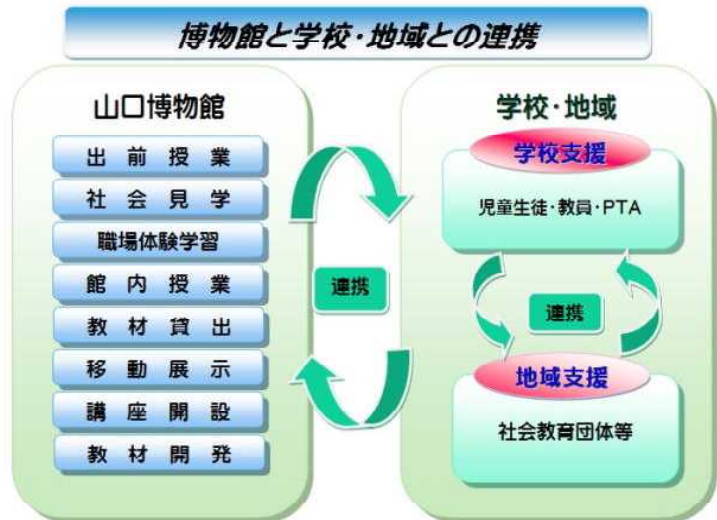 博物館と学校・地域との連携
山口博物館
出前授業
社会見学
職場体験学習
館内授業
教材貸出
移動展示
講座開設
教材開発
連携
学校・地域
学校支援
児童生徒・教員・PTA
連携
地域支援
社会教育団体等